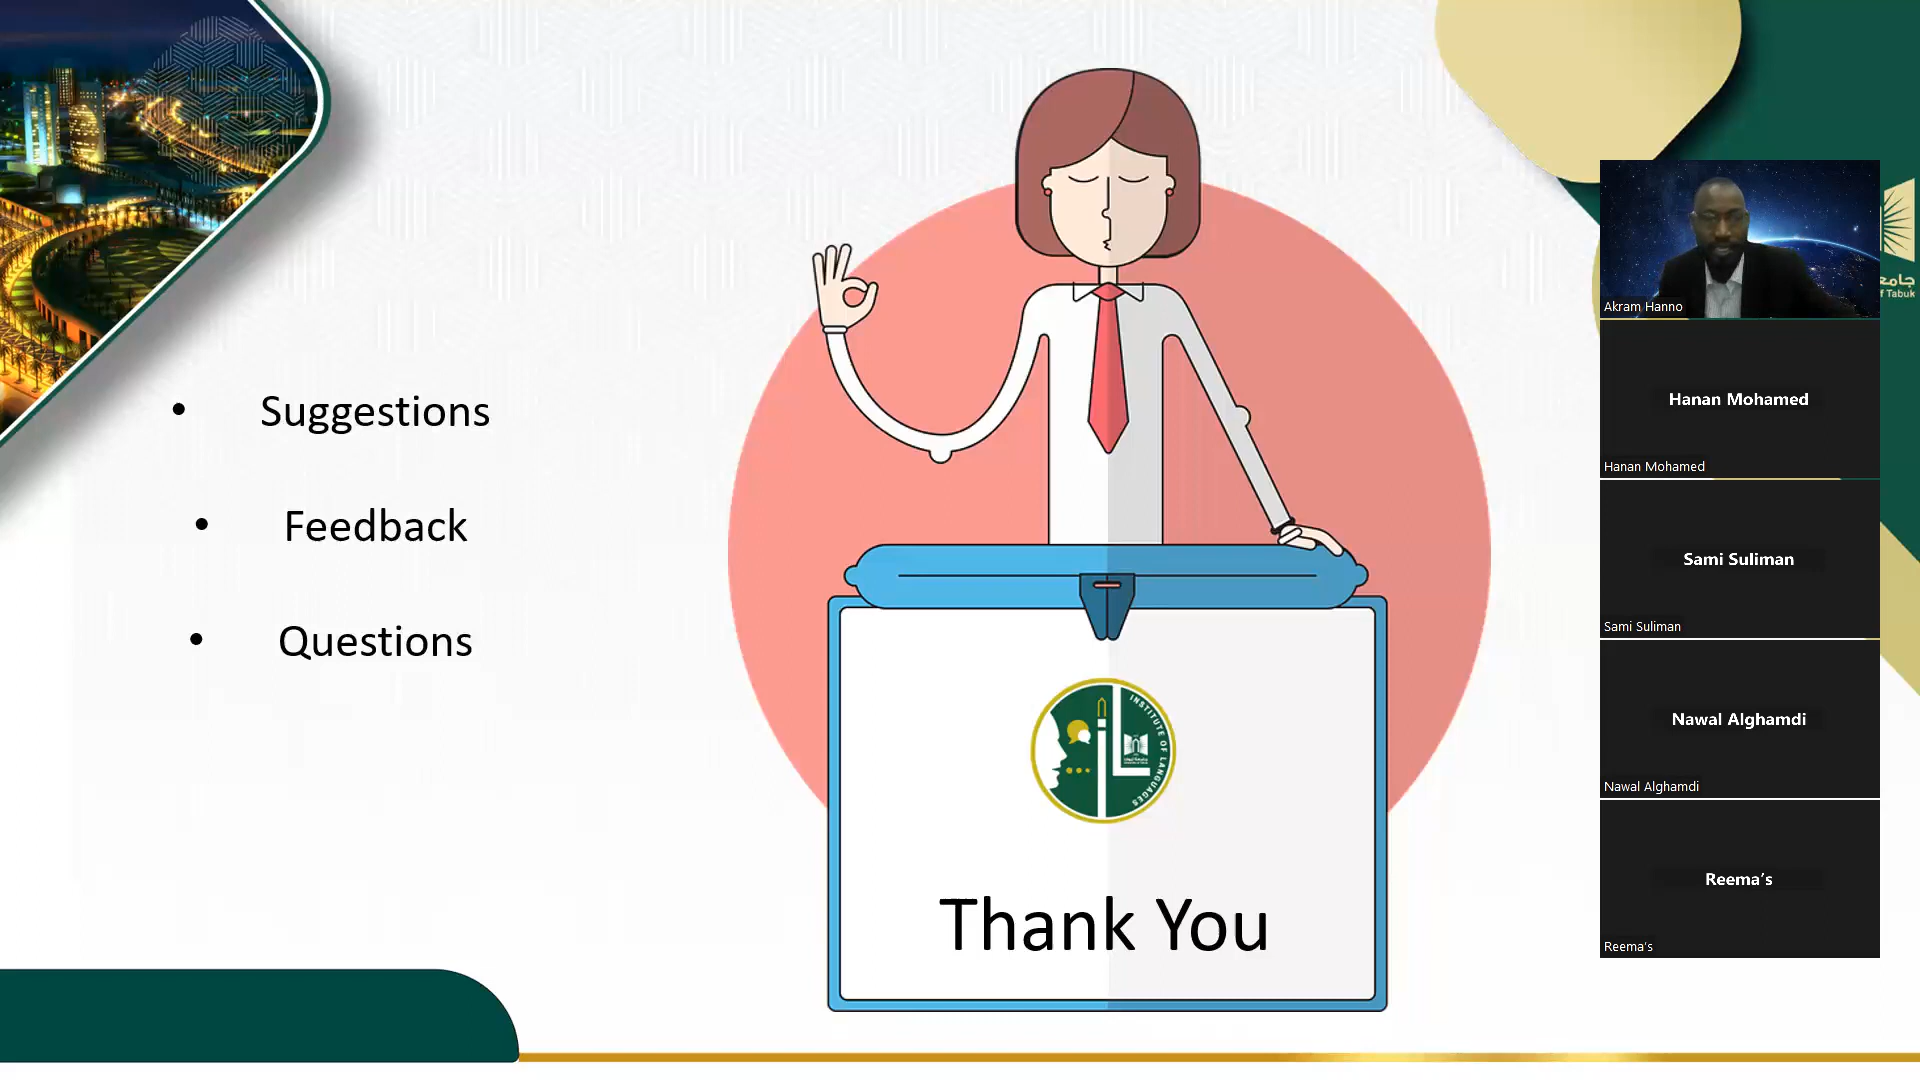 • Suggestions
• Feedback
• Questions
INSTITUTE OF LANGUAGES
Thank You
Akram Hanno
Hanan Mohamed
Hanan Mohamed
Sami Suliman
Sami Suliman
Nawal Alghamdi
Nawal Alghamdi
Reema's
Reema's
f Tabuk